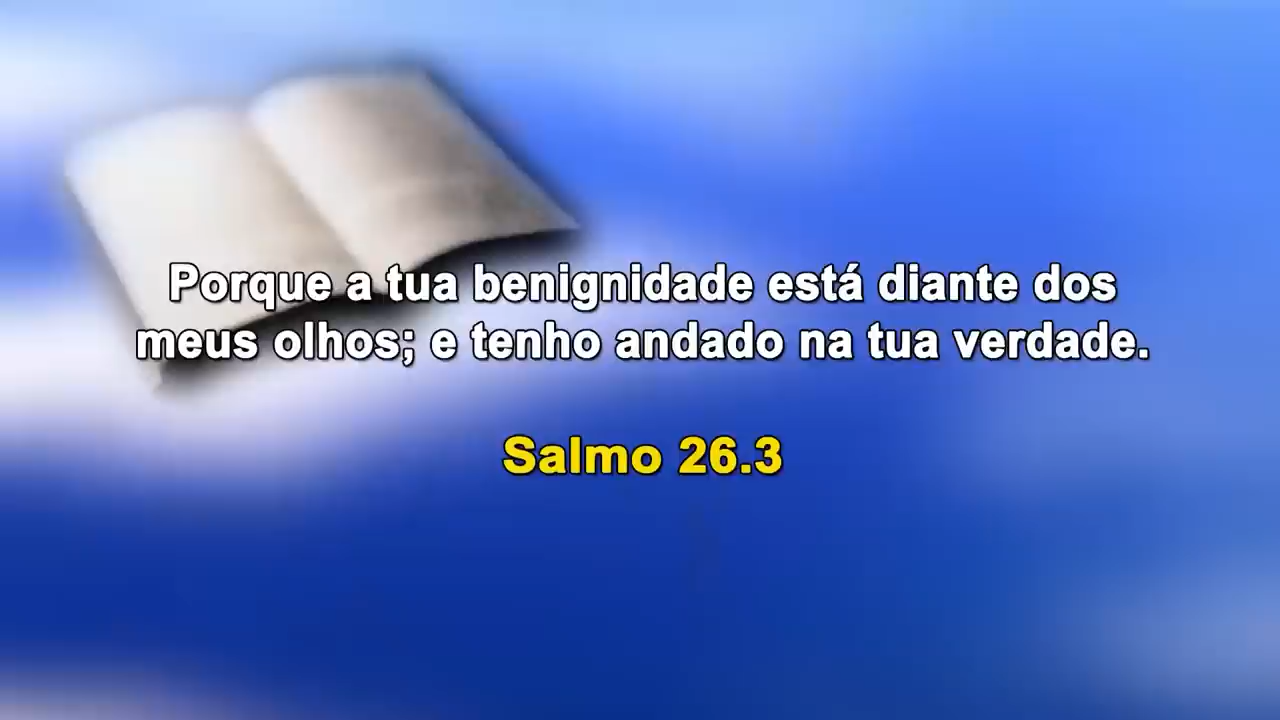 Porque a tua benignidade está diante dos
meus olhos; e tenho andado na tua verdade.
Salmo 26.3